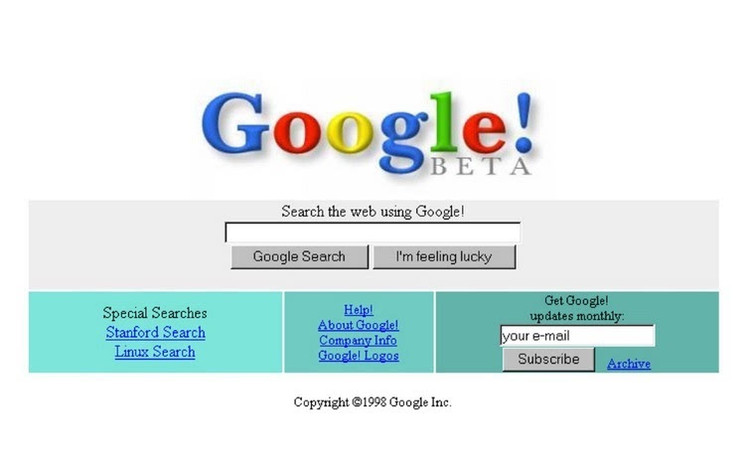 Google!
BETA
Search the web using Google!
Google Search
I'm feeling lucky
Special Searches
Stanford Search
Linux Search
Help!
About Google!
Company Info
Google! Logos
Get Google!
updates monthly:
your e-mail
Subscribe
Archive
Copyright ©1998 Google Inc.